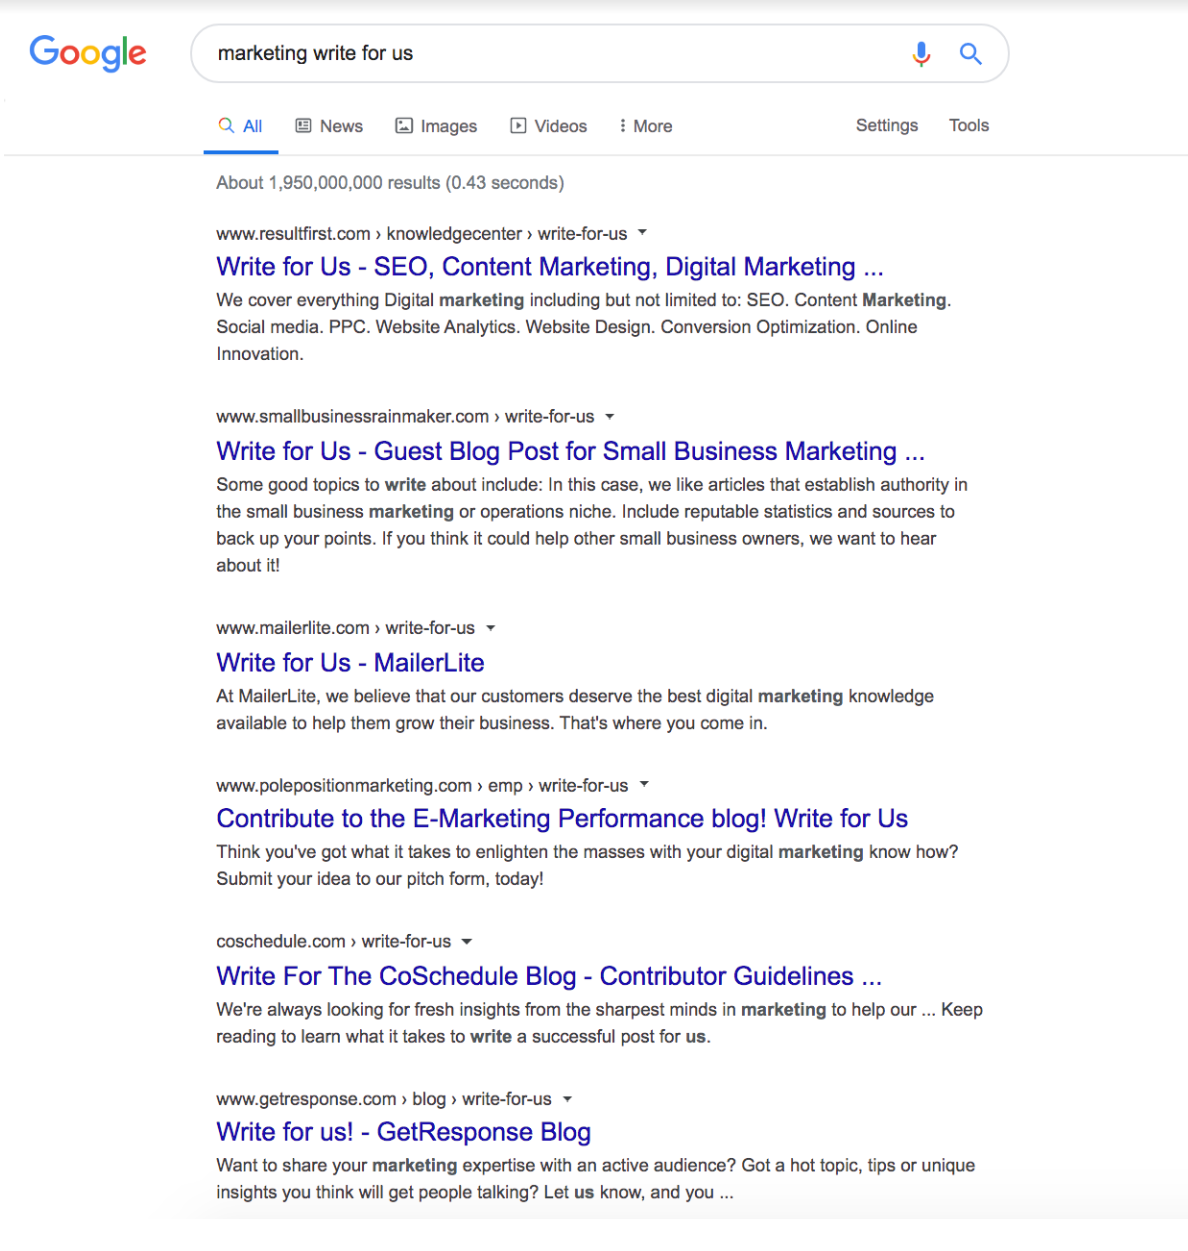 Google
marketing write for us
All News Images Videos More Settings Tools
About 1,950,000,000 results (0.43 seconds)
www.resultfirst.com › knowledgecenter › write-for-us
Write for Us - SEO, Content Marketing, Digital Marketing ...
We cover everything Digital marketing including but not limited to: SEO. Content Marketing.
Social media. PPC. Website Analytics. Website Design. Conversion Optimization. Online
Innovation.
www.smallbusinessrainmaker.com › write-for-us
Write for Us - Guest Blog Post for Small Business Marketing ...
Some good topics to write about include: In this case, we like articles that establish authority in
the small business marketing or operations niche. Include reputable statistics and sources to
back up your points. If you think it could help other small business owners, we want to hear
about it!
www.mailerlite.com › write-for-us
Write for Us - MailerLite
At MailerLite, we believe that our customers deserve the best digital marketing knowledge
available to help them grow their business. That's where you come in.
www.polepositionmarketing.com › emp › write-for-us
Contribute to the E-Marketing Performance blog! Write for Us
Think you've got what it takes to enlighten the masses with your digital marketing know how?
Submit your idea to our pitch form, today!
coschedule.com › write-for-us
Write For The CoSchedule Blog - Contributor Guidelines ...
We're always looking for fresh insights from the sharpest minds in marketing to help our ... Keep
reading to learn what it takes to write a successful post for us.
www.getresponse.com › blog › write-for-us
Write for us! - GetResponse Blog
Want to share your marketing expertise with an active audience? Got a hot topic, tips or unique
insights you think will get people talking? Let us know, and you ...